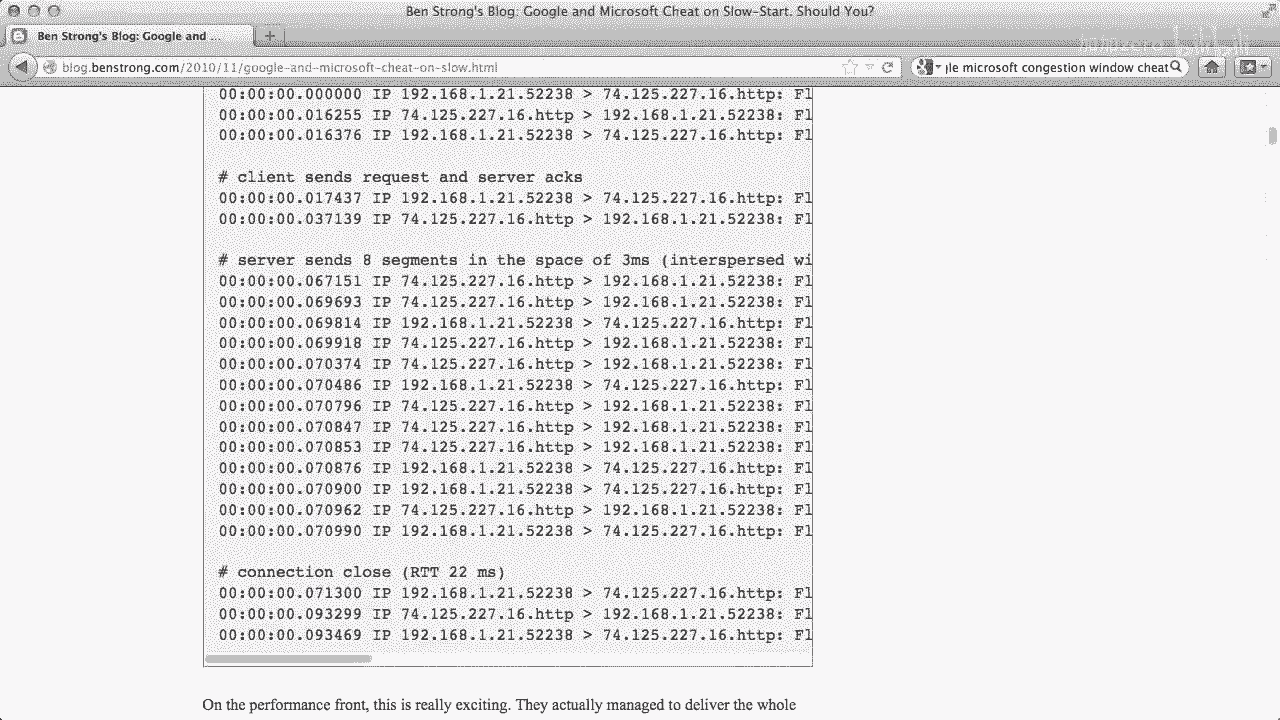 Ben Strong's Blog: Google and Microsoft Cheat on Slow-Start. Should You?
Ben Strong's Blog: Google and ...
blog.benstrong.com/2010/11/google-and-microsoft-cheat-on-slow.html
le microsoft congestion window cheat
00:00:00.000000 IP 192.168.1.21.52238 > 74.125.227.16.http: Fl
00:00:00.016255 IP 74.125.227.16.http > 192.168.1.21.52238: Fl
00:00:00.016376 IP 192.168.1.21.52238 > 74.125.227.16.http: Fl
# client sends request and server acks
00:00:00.017437 IP 192.168.1.21.52238 > 74.125.227.16.http: Fl
00:00:00.037139 IP 74.125.227.16.http > 192.168.1.21.52238: Fl
# server sends 8 segments in the space of 3ms (interspersed wi
00:00:00.067151 IP 74.125.227.16.http > 192.168.1.21.52238: Fl
00:00:00.069693 IP 74.125.227.16.http > 192.168.1.21.52238: Fl
00:00:00.069814 IP 192.168.1.21.52238 > 74.125.227.16.http: Fl
00:00:00.069918 IP 74.125.227.16.http > 192.168.1.21.52238: Fl
00:00:00.070374 IP 74.125.227.16.http > 192.168.1.21.52238: Fl
00:00:00.070486 IP 192.168.1.21.52238 > 74.125.227.16.http: Fl
00:00:00.070796 IP 74.125.227.16.http > 192.168.1.21.52238: Fl
00:00:00.070847 IP 74.125.227.16.http > 192.168.1.21.52238: Fl
00:00:00.070853 IP 74.125.227.16.http > 192.168.1.21.52238: Fl
00:00:00.070876 IP 192.168.1.21.52238 > 74.125.227.16.http: Fl
00:00:00.070900 IP 192.168.1.21.52238 > 74.125.227.16.http: Fl
00:00:00.070962 IP 74.125.227.16.http > 192.168.1.21.52238: Fl
00:00:00.070990 IP 192.168.1.21.52238 > 74.125.227.16.http: Fl
# connection close (RTT 22 ms)
00:00:00.071300 IP 192.168.1.21.52238 > 74.125.227.16.http: Fl
00:00:00.093299 IP 74.125.227.16.http > 192.168.1.21.52238: Fl
00:00:00.093469 IP 192.168.1.21.52238 > 74.125.227.16.http: Fl
On the performance front, this is really exciting. They actually managed to deliver the whole